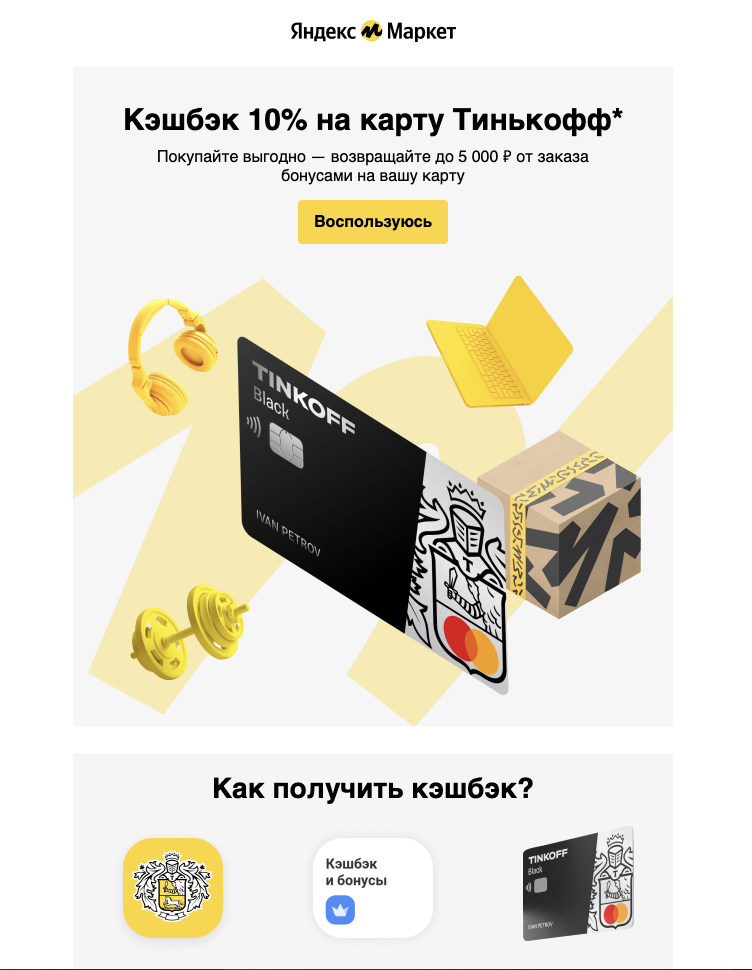 Яндекс Маркет
Кэшбэк 10% на карту Тинькофф*
Покупайте выгодно — возвращайте до 5 000 ₽ от заказа
бонусами на вашу карту
Воспользуюсь
TINKOFF
Black
IVAN PETROV
Как получить кэшбэк?
Кэшбэк
и бонусы
TINKOFF
Black
IVAN PETROV